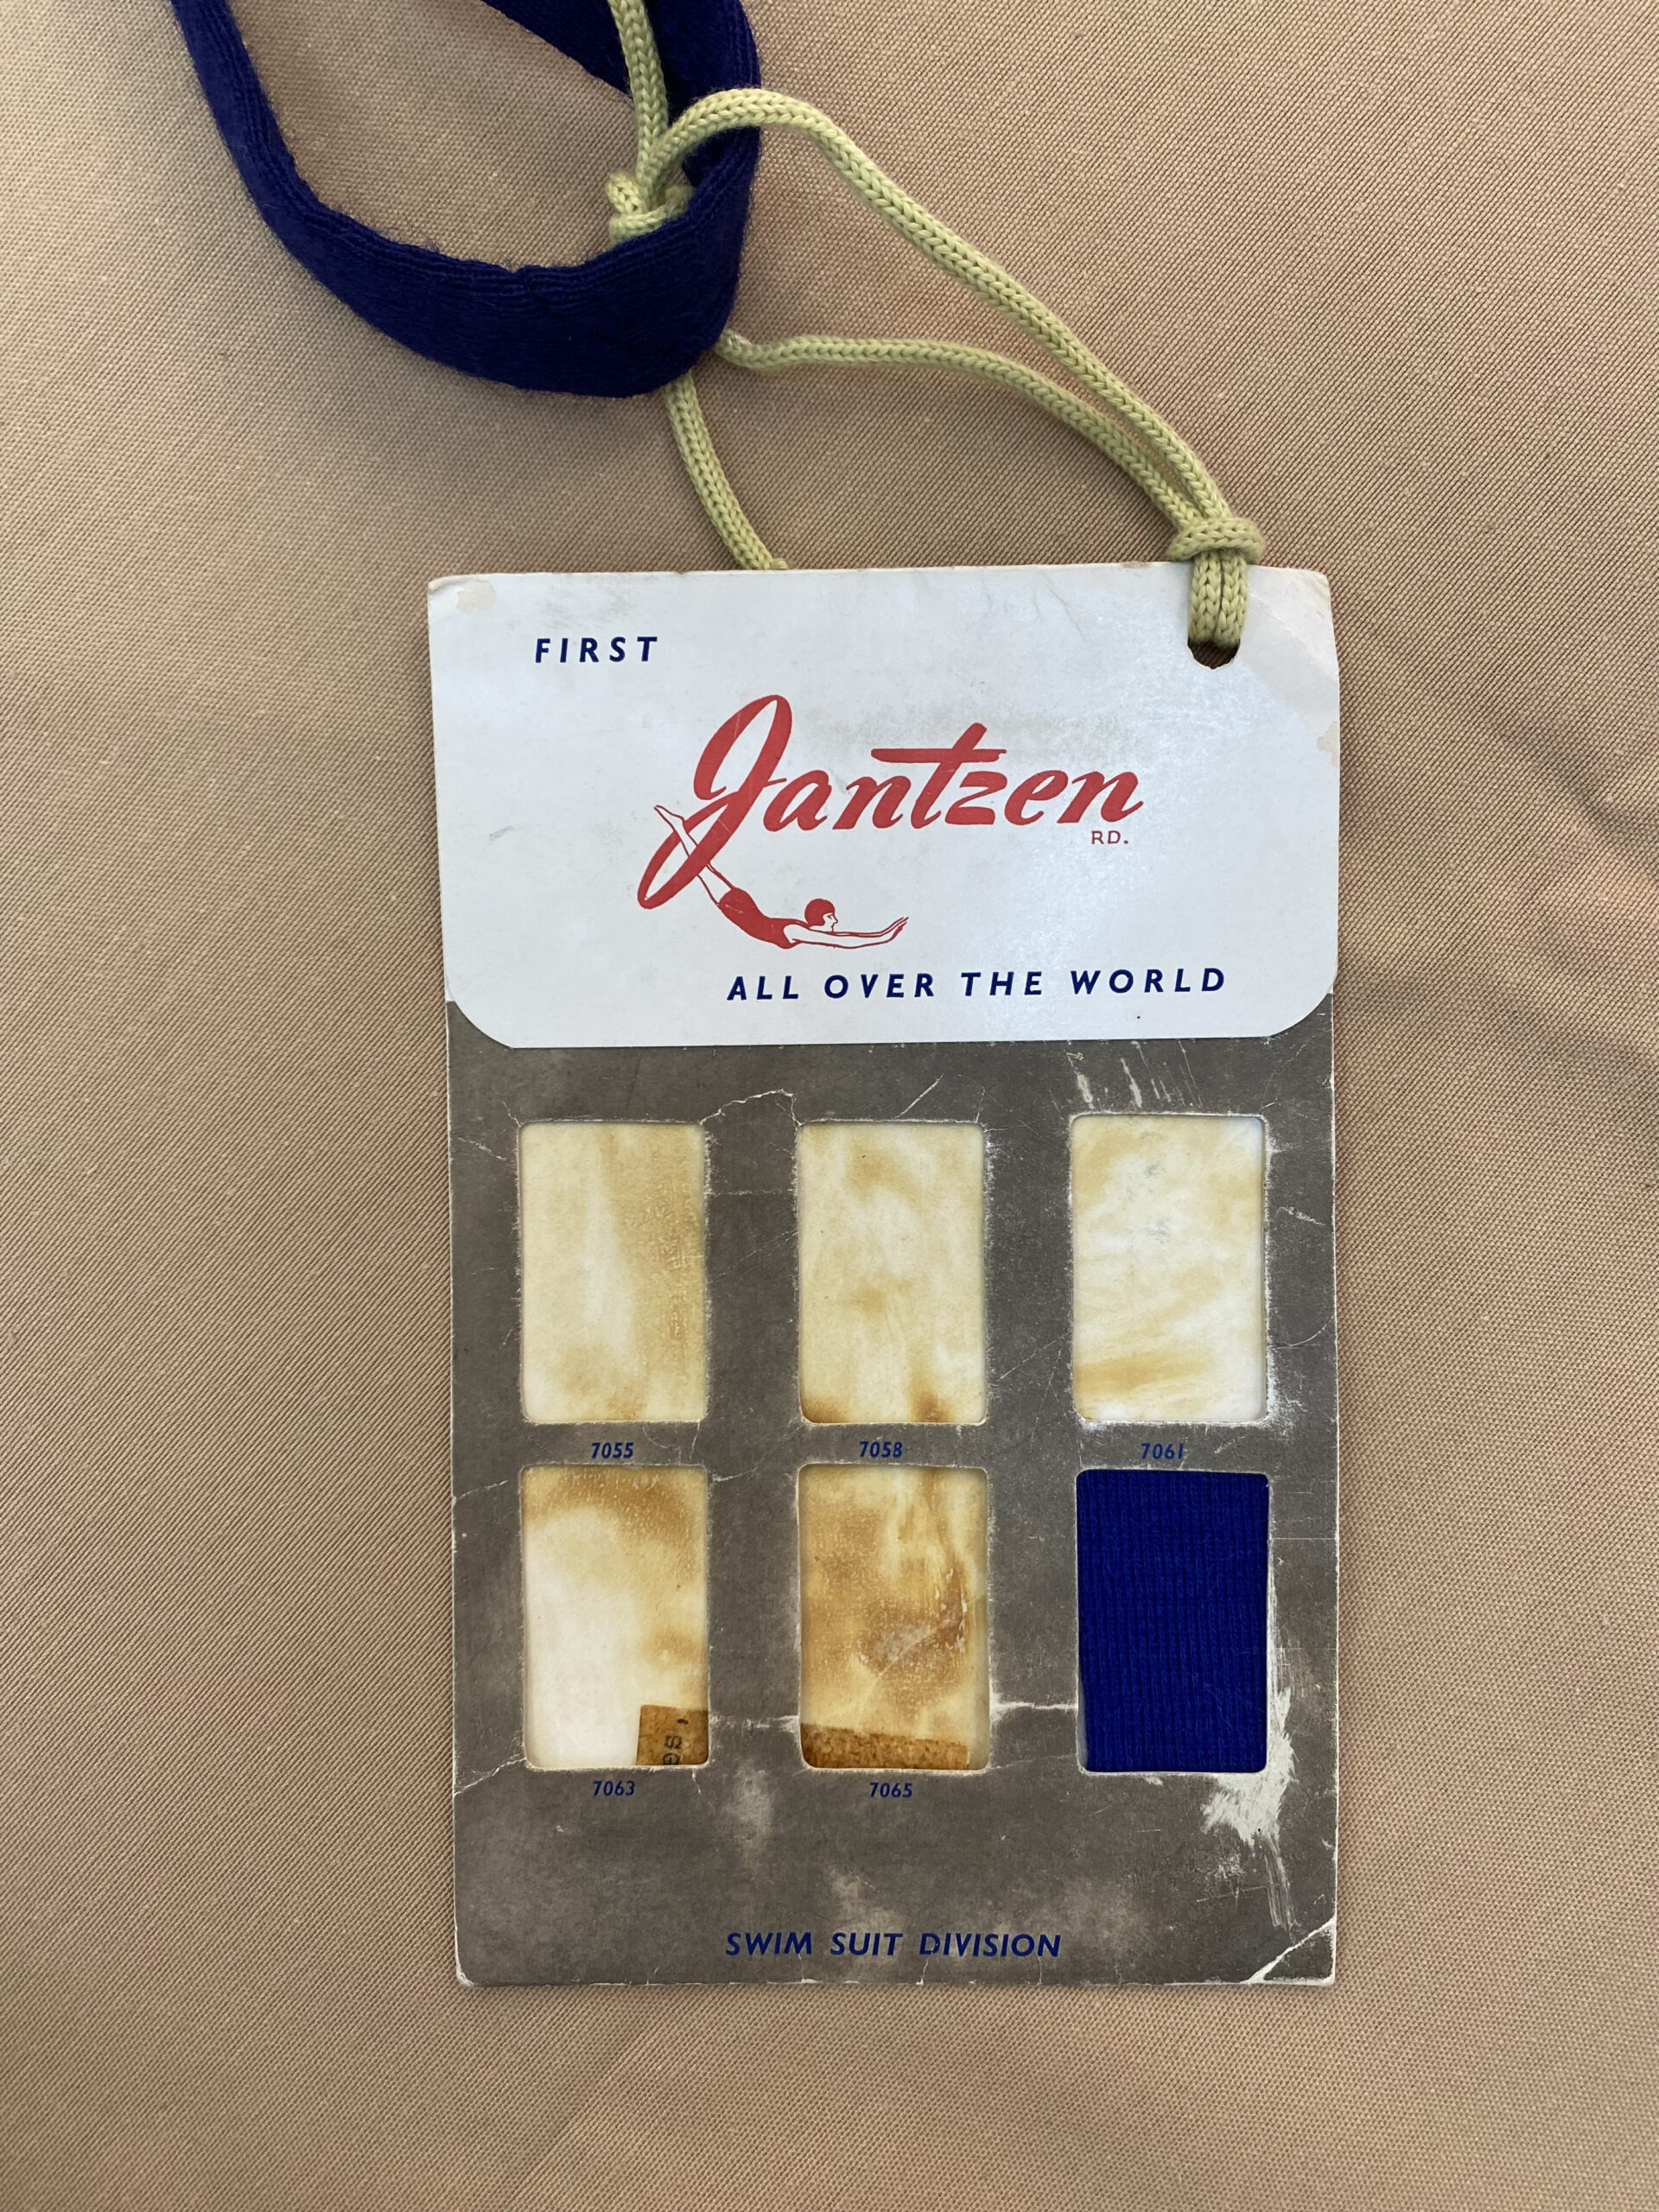 FIRST
Jantzen
RD.
ALL OVER THE WORLD
7055 7058 7061
7063 7065
SWIM SUIT DIVISION